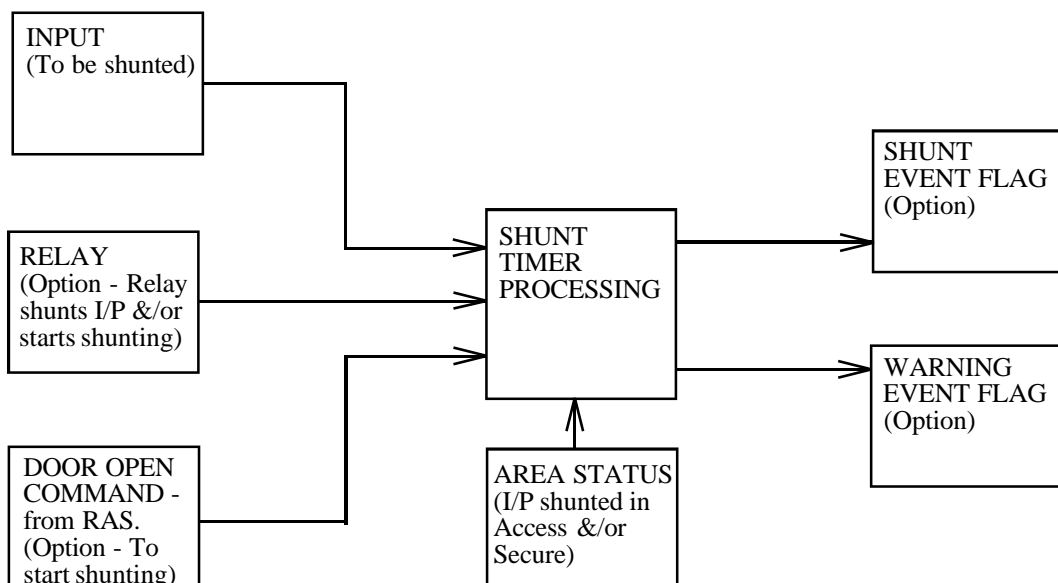 INPUT
(To be shunted)
RELAY
(Option - Relay
shunts I/P &/or
starts shunting)
DOOR OPEN
COMMAND -
from RAS.
(Option - To
start shunting)
SHUNT
TIMER
PROCESSING
AREA STATUS
(I/P shunted in
Access &/or
Secure)
SHUNT
EVENT FLAG
(Option)
WARNING
EVENT FLAG
(Option)